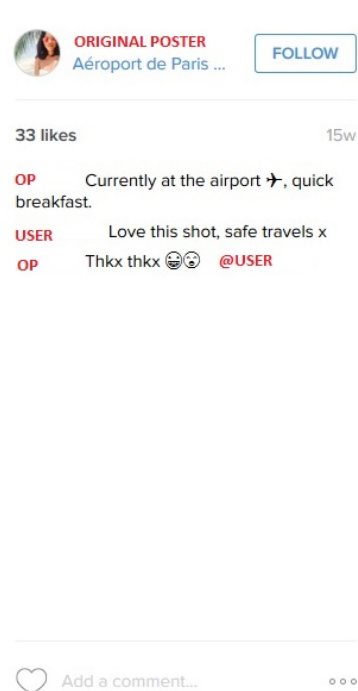 ORIGINAL POSTER
Aéroport de Paris ...
FOLLOW
33 likes
15w
OP Currently at the airport ✈, quick
breakfast.
USER Love this shot, safe travels x
OP Thkx thkx 😀😲 @USER
Add a comment...